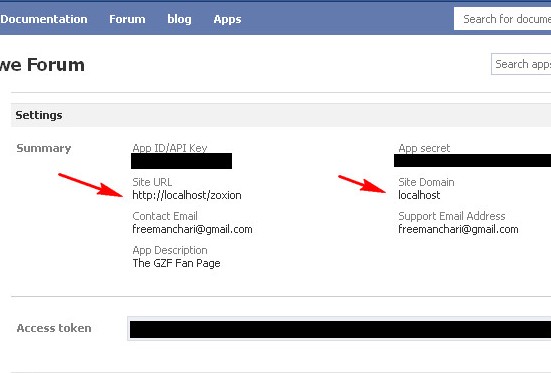 Documentation Forum blog Apps Search for docume
we Forum Search apps
Settings
Summary App ID/API Key App secret
Site URL Site Domain
http://localhost/zoxion localhost
Contact Email Support Email Address
freemanchari@gmail.com freemanchari@gmail.com
App Description
The GZF Fan Page
Access token